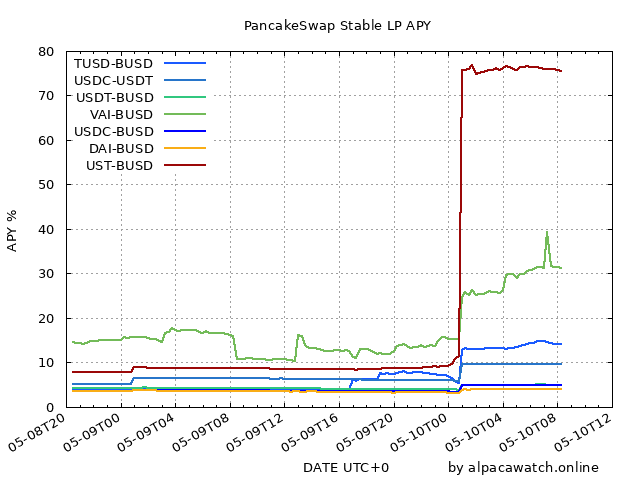 PancakeSwap Stable LP APY
80
70
60
50
40
30
20
10
0
APY %
TUSD-BUSD
USDC-USDT
USDT-BUSD
VAI-BUSD
USDC-BUSD
DAI-BUSD
UST-BUSD
05-08T20
05-09T00
05-09T04
05-09T08
05-09T12
05-09T16
05-09T20
05-10T00
05-10T04
05-10T08
05-10T12
DATE UTC+0
by alpacawatch.online